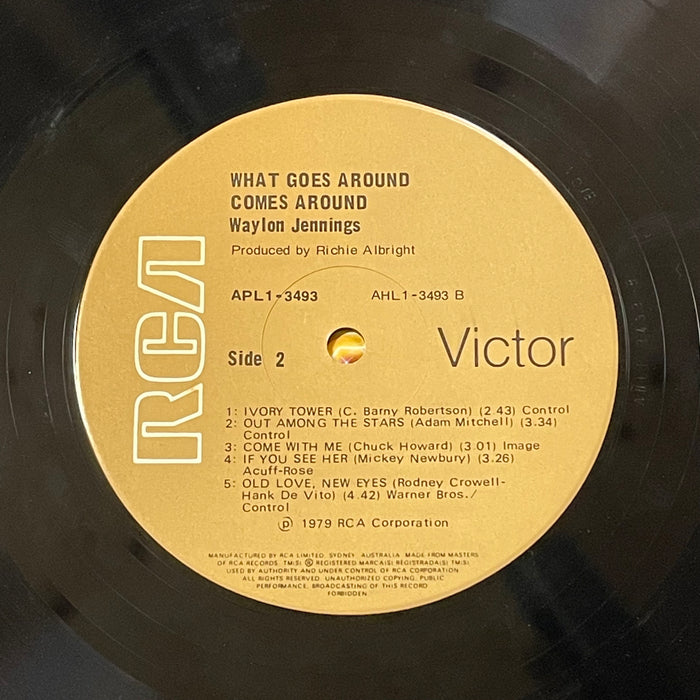 WHAT GOES AROUND
COMES AROUND
Waylon Jennings
Produced by Richie Albright
APL1-3493 AHL1-3493 B
RCA
Side 2
Victor
1: IVORY TOWER (C. Barny Robertson) (2 43) Control
2: OUT AMONG THE STARS (Adam Mitchell) (3.34)
Control
3: COME WITH ME (Chuck Howard) (3.01) Image
4: IF YOU SEE HER (Mickey Newbury) (3.26)
Acuff-Rose
5: OLD LOVE, NEW EYES (Rodney Crowell-
Hank De Vito) (4.42) Warner Bros./
Control
℗ 1979 RCA Corporation
MANUFACTURED BY RCA LIMITED, SYDNEY, AUSTRALIA. MADE FROM MASTERS
OF RCA RECORDS. TM(S) ® REGISTERED MARCA(S) REGISTRADA(S) TM(S)
USED BY AUTHORITY AND UNDER CONTROL OF RCA CORPORATION
ALL RIGHTS RESERVED. UNAUTHORIZED COPYING, PUBLIC
PERFORMANCE, BROADCASTING OF THIS RECORD
FORBIDDEN